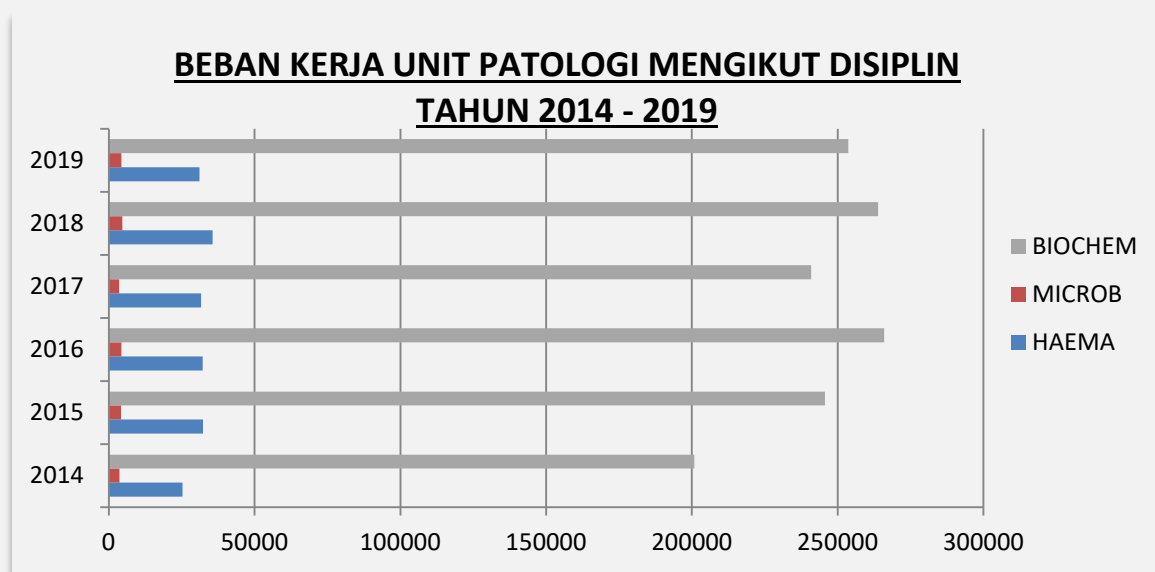 BEBAN KERJA UNIT PATOLOGI MENGIKUT DISIPLIN
TAHUN 2014 - 2019
2019
2018
2017
2016
2015
2014
0 50000 100000 150000 200000 250000 300000
BIOCHEM
MICROB
HAEMA